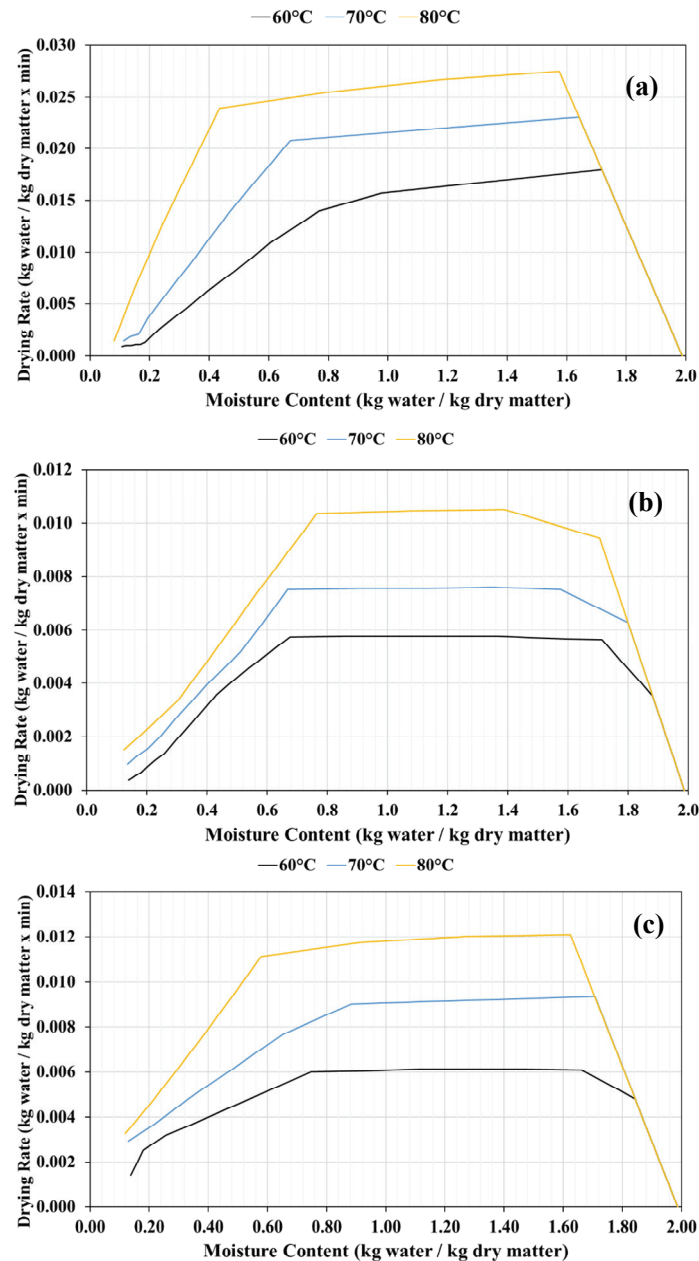 60°C 70°C 80°C
(a)
0.030
0.025
0.020
0.015
0.010
0.005
0.000
Drying Rate (kg water / kg dry matter x min)
0.0 0.2 0.4 0.6 0.8 1.0 1.2 1.4 1.6 1.8 2.0
Moisture Content (kg water / kg dry matter)
60°C 70°C 80°C
(b)
0.012
0.010
0.008
0.006
0.004
0.002
0.000
Drying Rate (kg water / kg dry matter x min)
0.0 0.2 0.4 0.6 0.8 1.0 1.2 1.4 1.6 1.8 2.0
Moisture Content (kg water / kg dry matter)
60°C 70°C 80°C
(c)
0.014
0.012
0.010
0.008
0.006
0.004
0.002
0.000
Drying Rate (kg water / kg dry matter x min)
0.00 0.20 0.40 0.60 0.80 1.00 1.20 1.40 1.60 1.80 2.00
Moisture Content (kg water / kg dry matter)